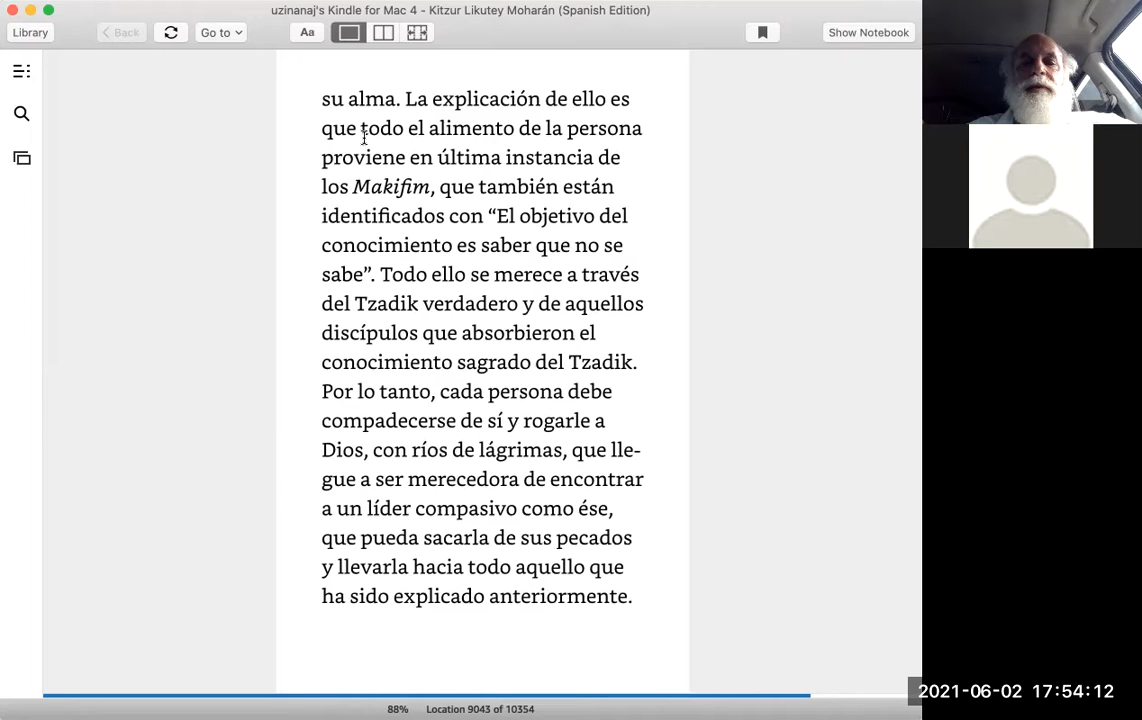 uzinanaj's Kindle for Mac 4 - Kitzur Likutey Moharán (Spanish Edition)
Library
Back
Go to
Aa
Show Notebook
su alma. La explicación de ello es
que todo el alimento de la persona
proviene en última instancia de
los Makifim, que también están
identificados con “El objetivo del
conocimiento es saber que no se
sabe”. Todo ello se merece a través
del Tzadik verdadero y de aquellos
discípulos que absorbieron el
conocimiento sagrado del Tzadik.
Por lo tanto, cada persona debe
compadecerse de sí y rogarle a
Dios, con ríos de lágrimas, que lle-
gue a ser merecedora de encontrar
a un líder compasivo como ése,
que pueda sacarla de sus pecados
y llevarla hacia todo aquello que
ha sido explicado anteriormente.
88% Location 9043 of 10354
2021-06-02 17:54:12